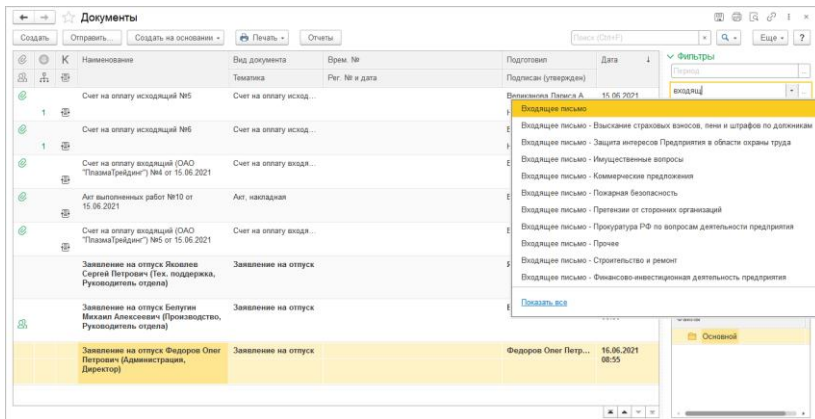 Документы
Создать Отправить... Создать на основании Печать Отчеты Поиск (Ctrl+F) × Еще ?
К Наименование Вид документа Врем. № Подготовил Дата ↓ Фильтры
Тематика Рег. № и дата Подписан (утвержден) Период
входящ
Счет на оплату исходящий №5 Счет на оплату исход... Великанова Лариса А. 15.06.2021
1
Входящее письмо
Счет на оплату исходящий №6 Счет на оплату исход...
1
Входящее письмо - Взыскание страховых взносов, пени и штрафов по должникам
Входящее письмо - Защита интересов Предприятия в области охраны труда
Счет на оплату входящий (ОАО Счет на оплату входя...
"ПлазмаТрейдинг") №4 от 15.06.2021
Входящее письмо - Имущественные вопросы
Входящее письмо - Коммерческие предложения
Акт выполненных работ №10 от Акт, накладная
15.06.2021
Входящее письмо - Пожарная безопасность
Входящее письмо - Претензии от сторонних организаций
Счет на оплату входящий (ОАО Счет на оплату входя...
"ПлазмаТрейдинг") №5 от 15.06.2021
Входящее письмо - Прокуратура РФ по вопросам деятельности предприятия
Входящее письмо - Прочее
Заявление на отпуск Яковлев Заявление на отпуск
Сергей Петрович (Тех. поддержка,
Руководитель отдела)
Входящее письмо - Строительство и ремонт
Входящее письмо - Финансово-инвестиционная деятельность предприятия
Заявление на отпуск Белугин Заявление на отпуск
Михаил Алексеевич (Производство,
Руководитель отдела)
Показать все
Основной
Заявление на отпуск Федоров Олег Заявление на отпуск Федоров Олег Петр... 16.06.2021
Петрович (Администрация, 08:55
Директор)